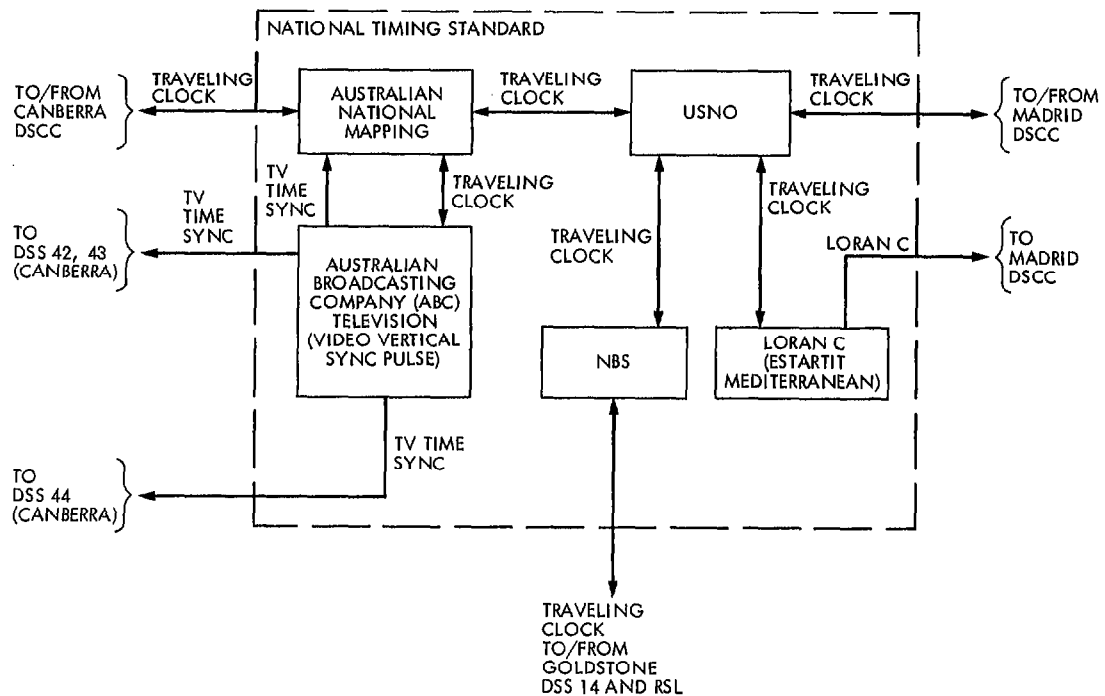 NATIONAL TIMING STANDARD
TO/FROM
CANBERRA
DSCC
TRAVELING
CLOCK
AUSTRALIAN
NATIONAL
MAPPING
TRAVELING
CLOCK
USNO
TRAVELING
CLOCK
TO/FROM
MADRID
DSCC
TV
TIME
SYNC
TRAVELING
CLOCK
TRAVELING
CLOCK
TRAVELING
CLOCK
TO
DSS 42, 43
(CANBERRA)
TV
TIME
SYNC
AUSTRALIAN
BROADCASTING
COMPANY (ABC)
TELEVISION
(VIDEO VERTICAL
SYNC PULSE)
LORAN C
TO
MADRID
DSCC
NBS
LORAN C
(ESTARTIT
MEDITERRANEAN)
TV TIME
SYNC
TO
DSS 44
(CANBERRA)
TRAVELING
CLOCK
TO/FROM
GOLDSTONE
DSS 14 AND RSL